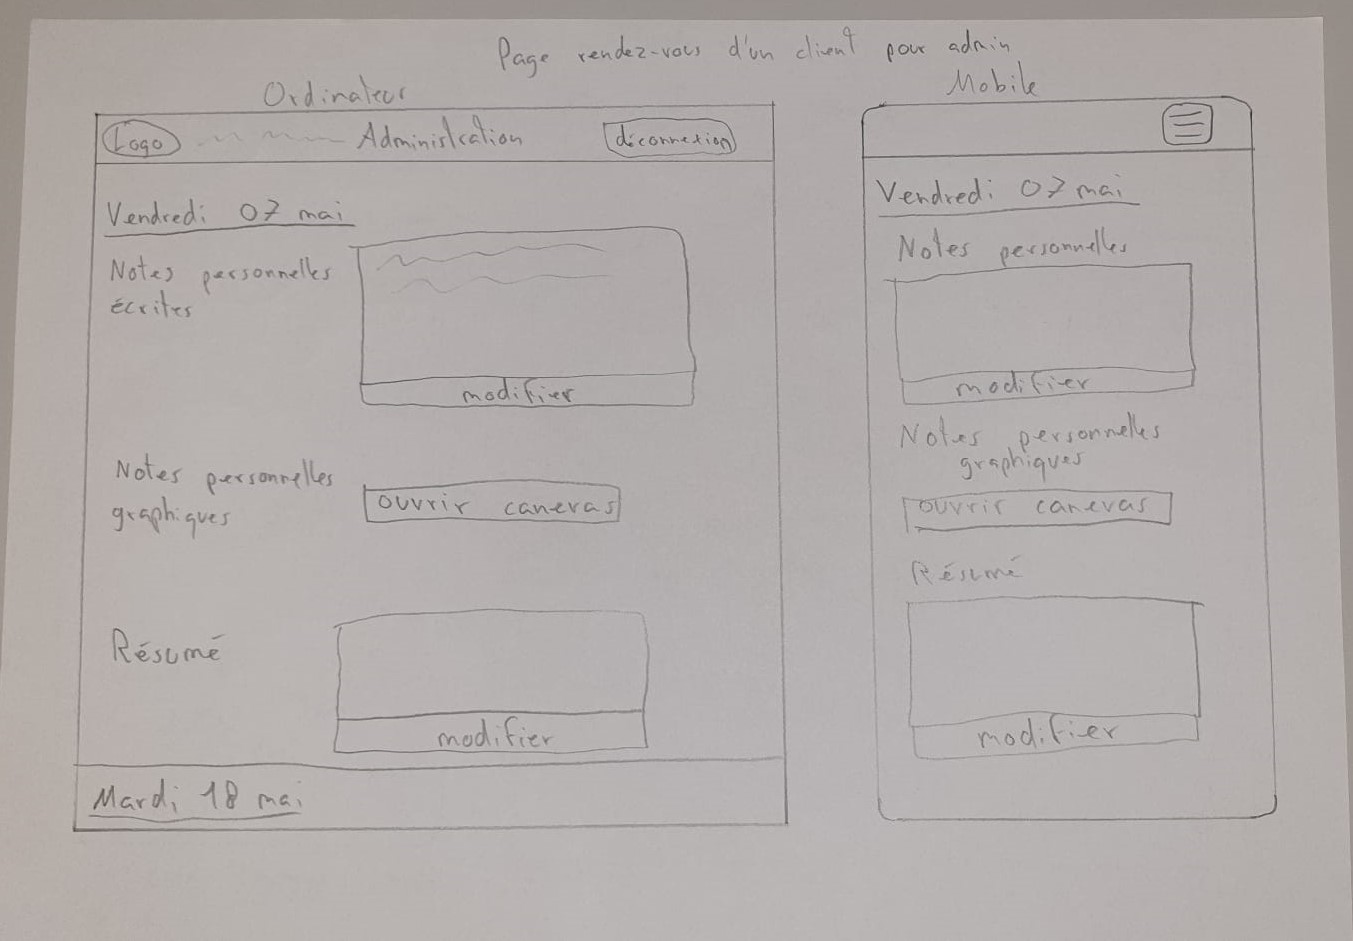 Page rendez-vous d'un client pour admin
Ordinateur
Logo Administration déconnexion
Vendredi 07 mai
Notes personnelles
écrites
modifier
Notes personnelles
graphiques
ouvrir canevas
Résumé
modifier
Mardi 18 mai
Mobile
Vendredi 07 mai
Notes personnelles
modifier
Notes personnelles
graphiques
ouvrir canevas
Résumé
modifier